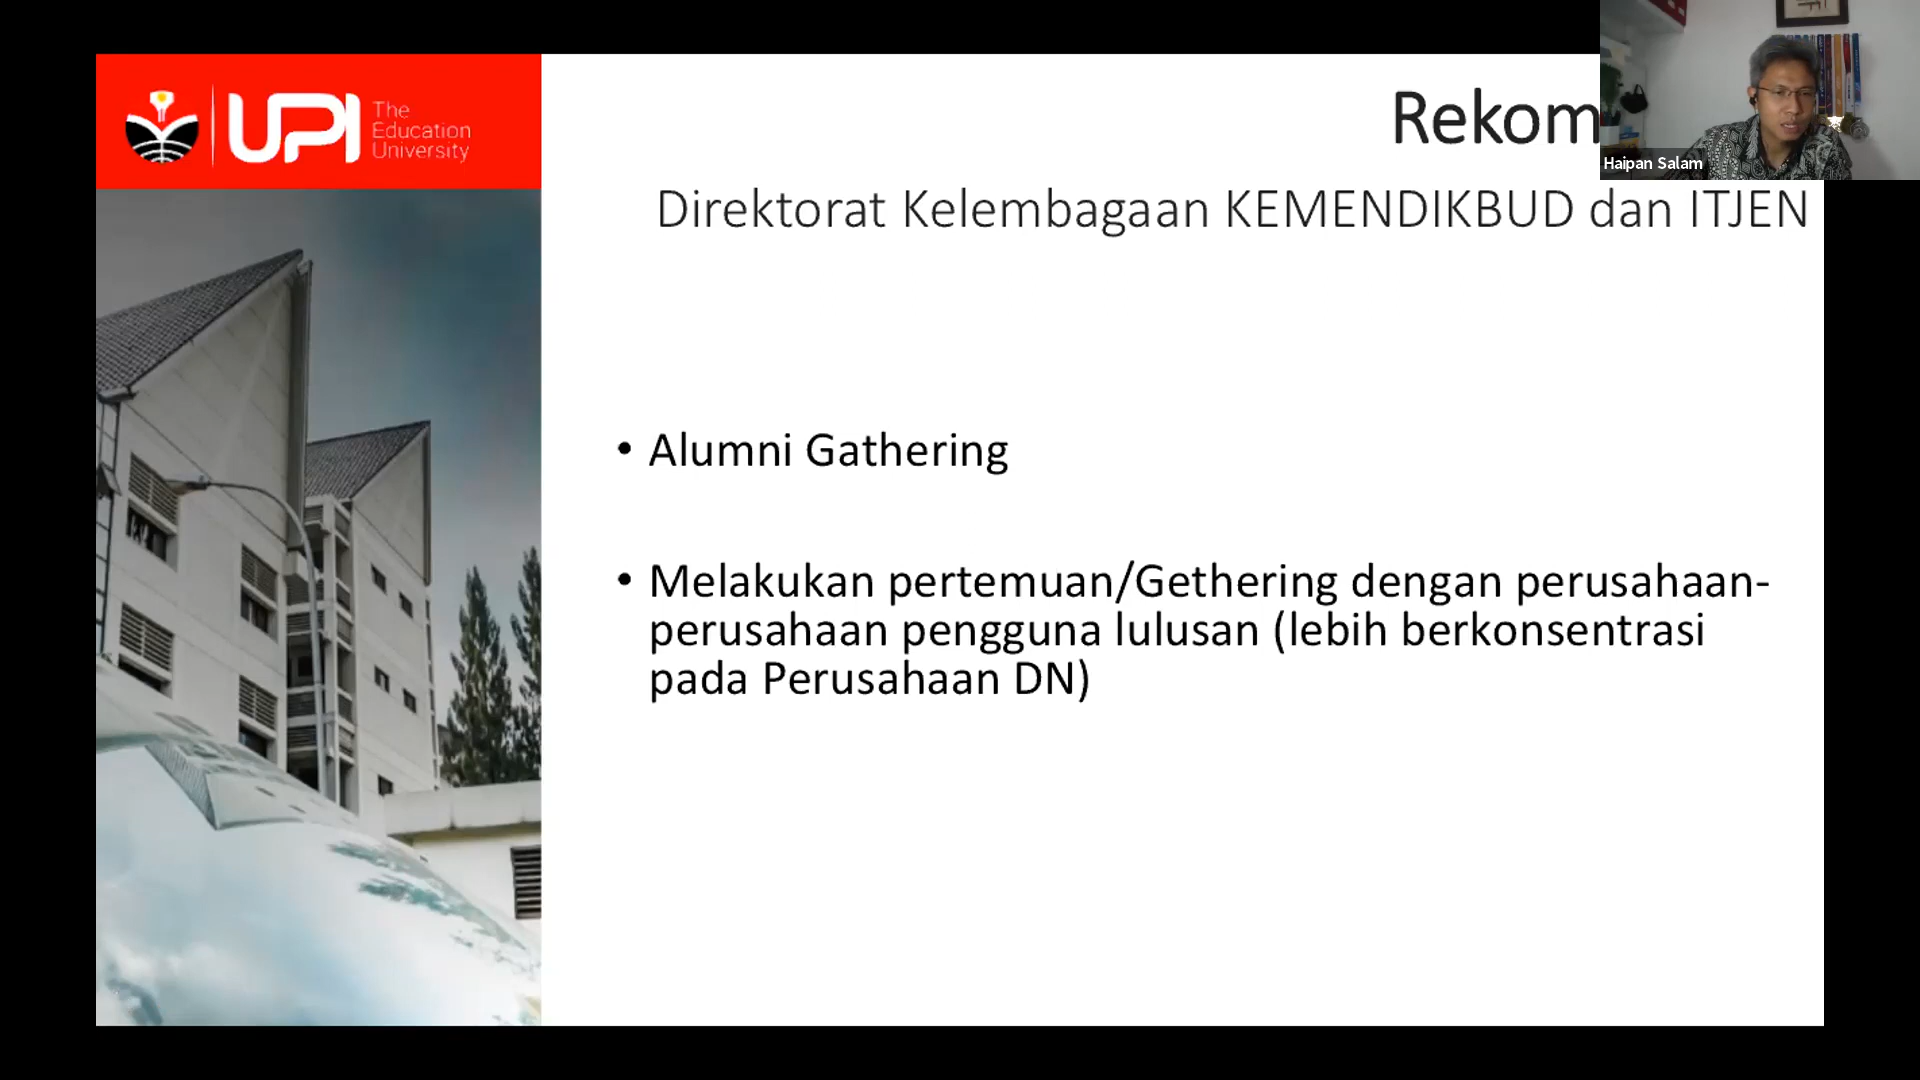 UPI
The
Education
University
Rekom
Haipan Salam
Direktorat Kelembagaan KEMENDIKBUD dan ITJEN
• Alumni Gathering
• Melakukan pertemuan/Gethering dengan perusahaan-
perusahaan pengguna lulusan (lebih berkonsentrasi
pada Perusahaan DN)